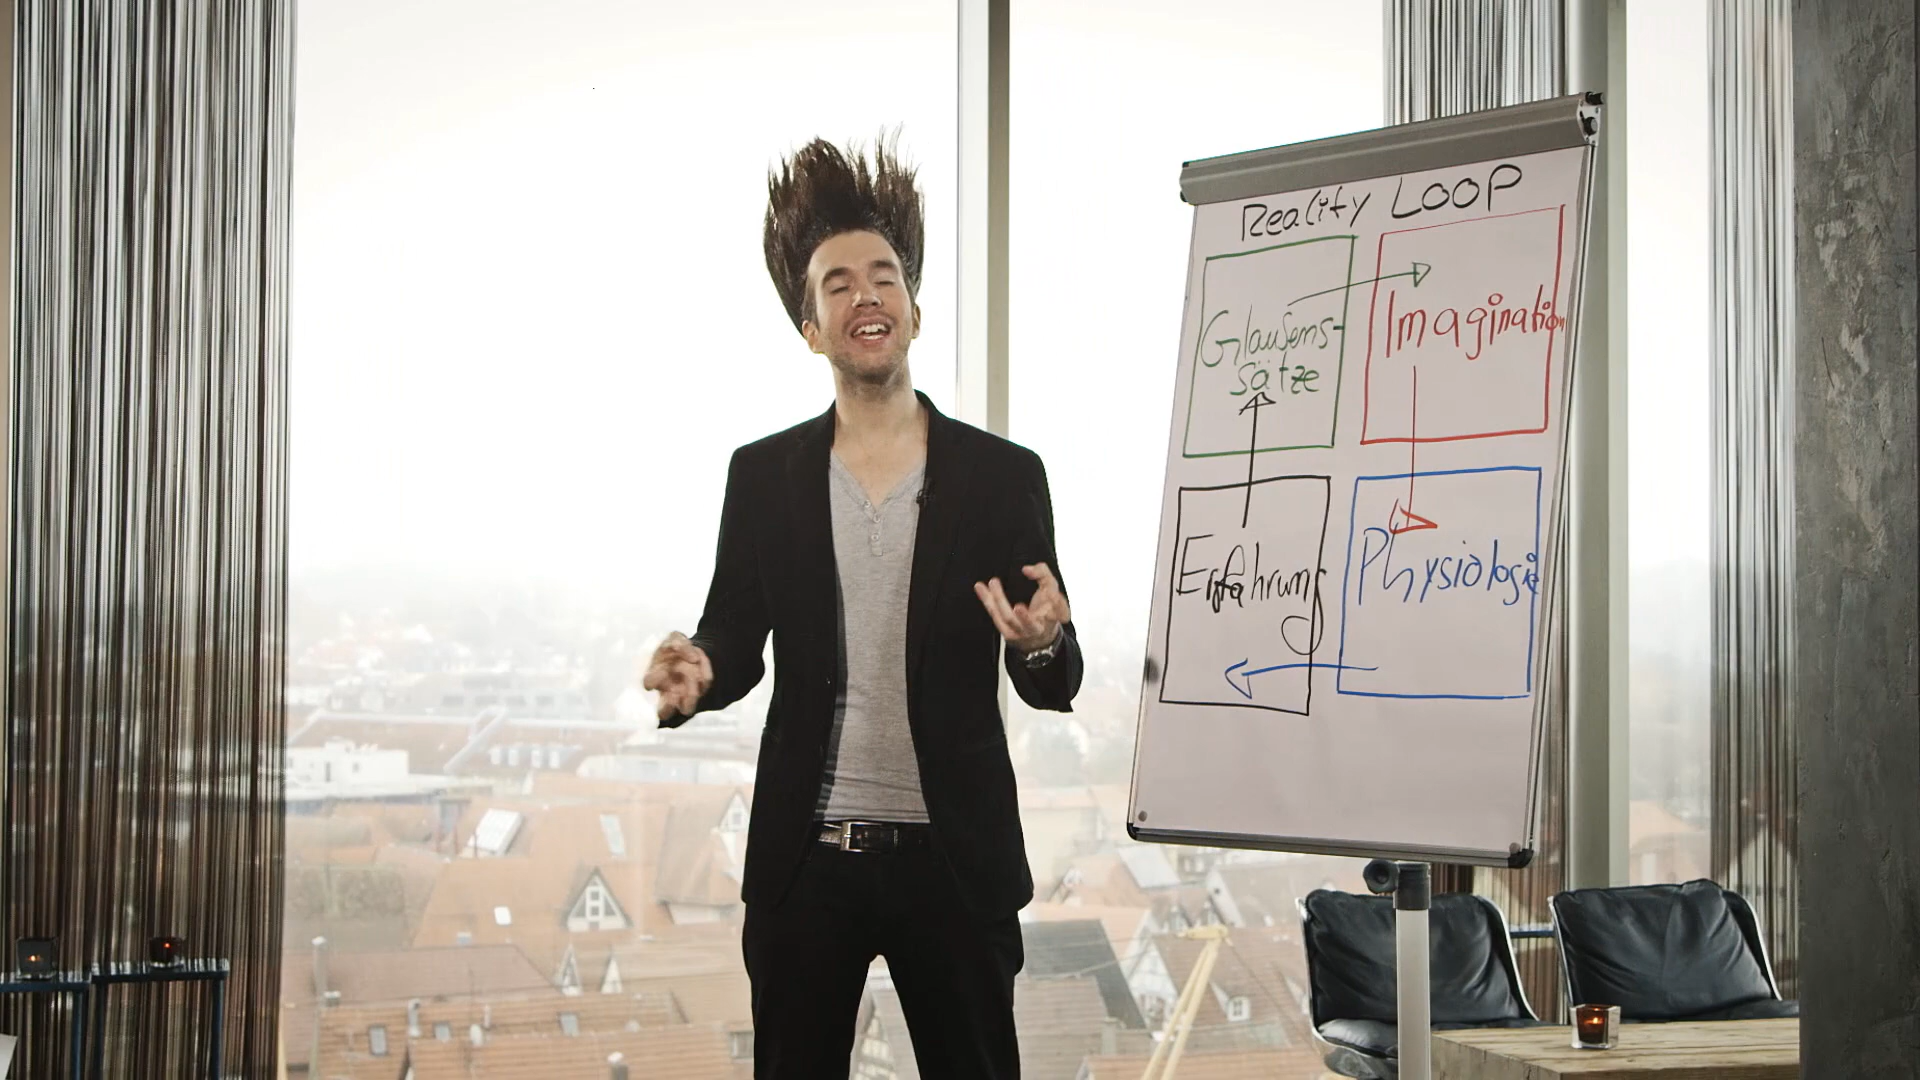 Reality LOOP
Glaubens-
sätze
Imagination
Erfahrung
Physiologie